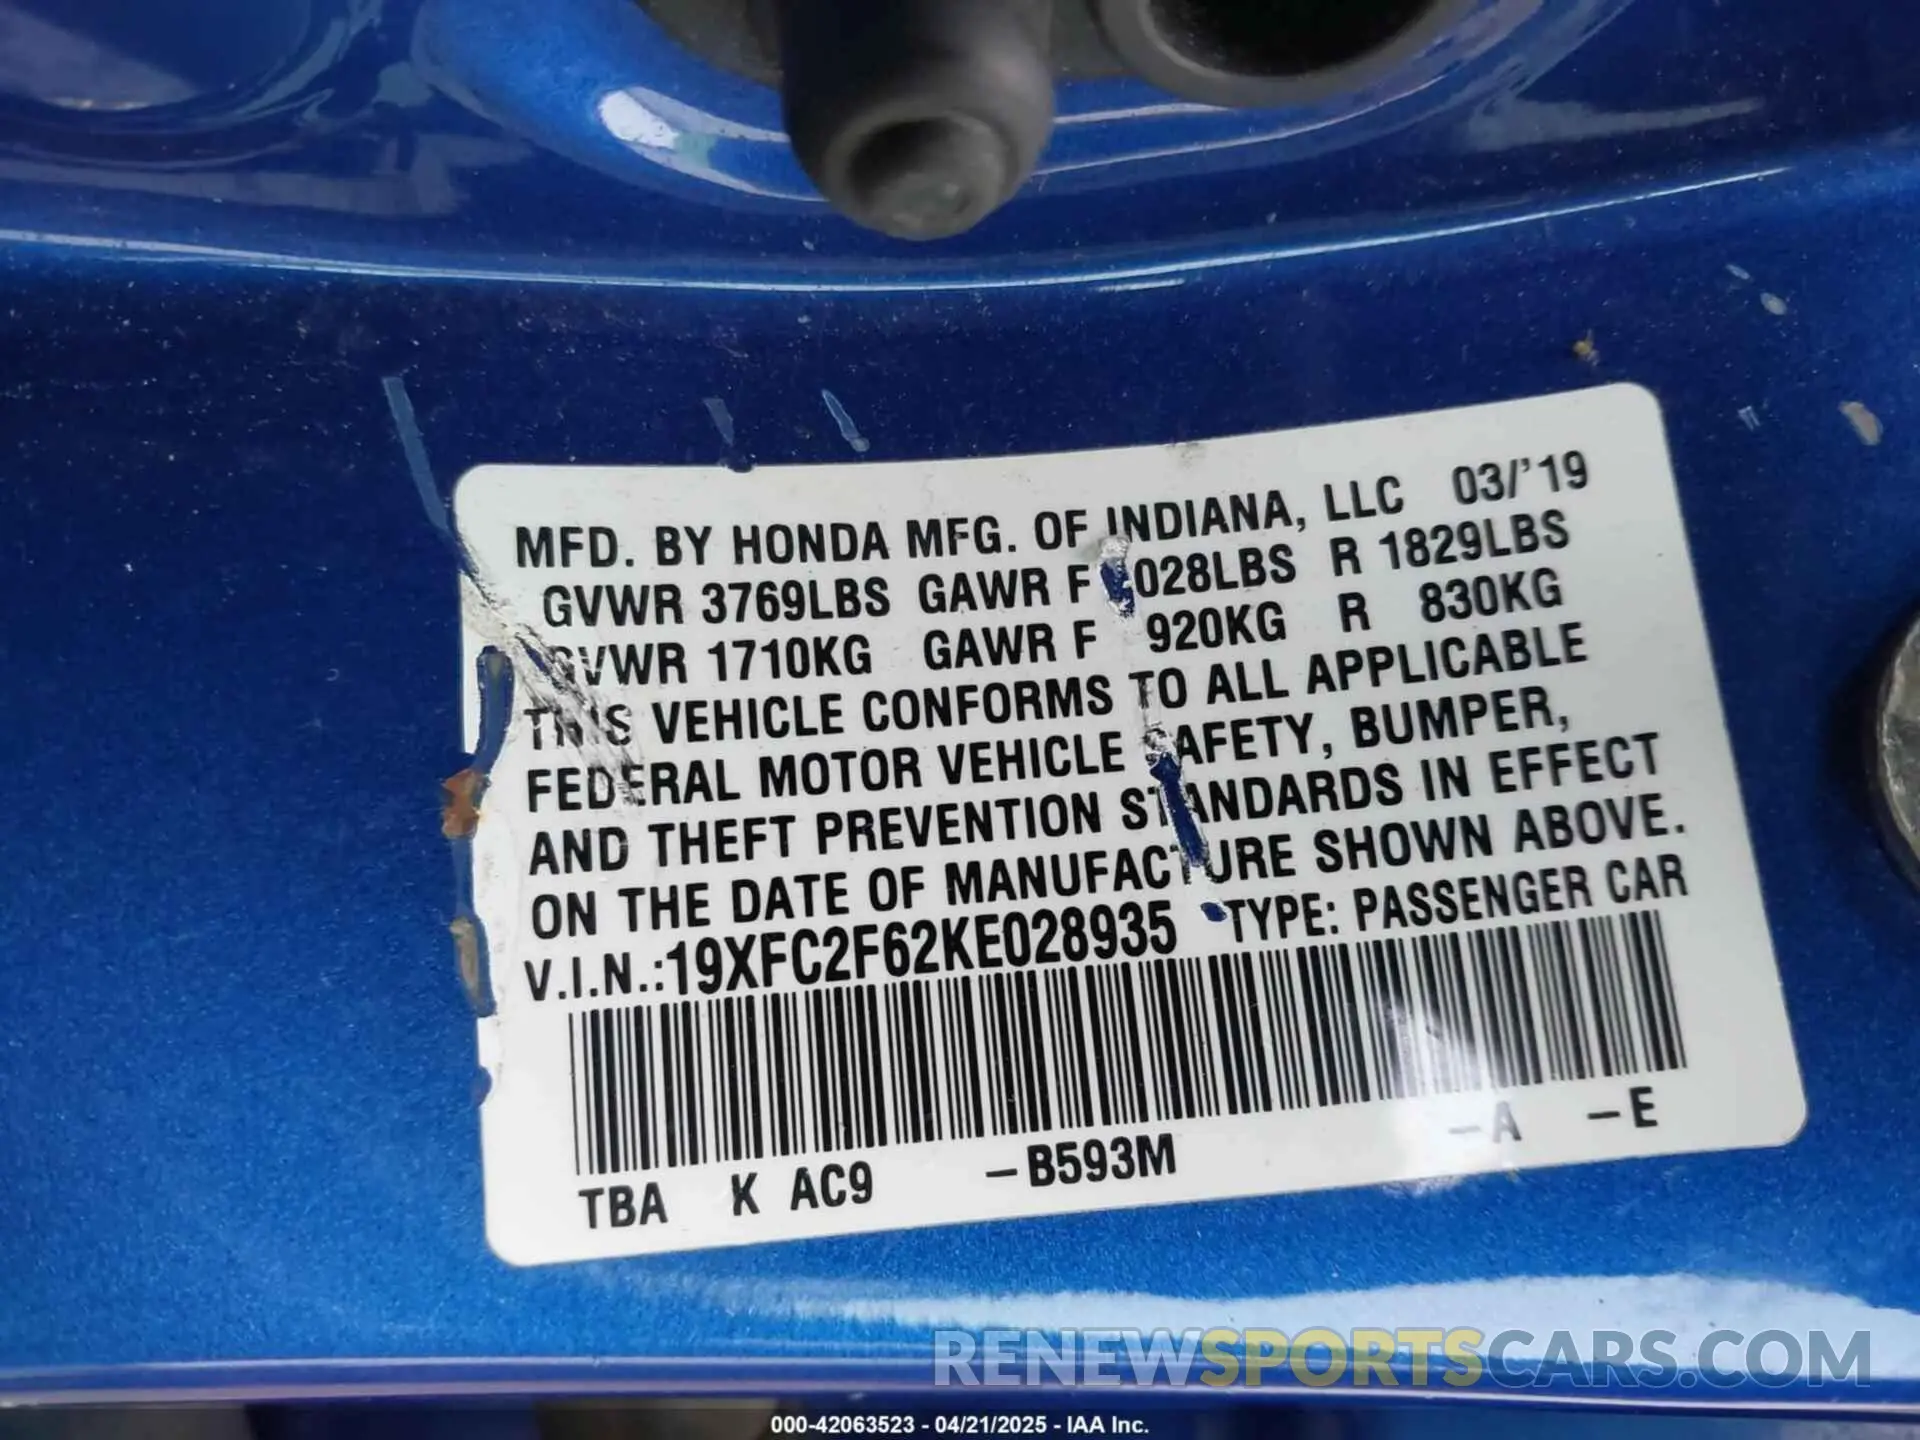 MFD. BY HONDA MFG. OF INDIANA, LLC 03/'19
GVWR 3769LBS GAWR F 028LBS R 1829LBS
GVWR 1710KG GAWR F 920KG R 830KG
THIS VEHICLE CONFORMS TO ALL APPLICABLE
FEDERAL MOTOR VEHICLE SAFETY, BUMPER,
AND THEFT PREVENTION STANDARDS IN EFFECT
ON THE DATE OF MANUFACTURE SHOWN ABOVE.
V.I.N.:19XFC2F62KE028935 TYPE: PASSENGER CAR
TBA K AC9 –B593M –A –E
RENEWSPORTSCARS.COM
000-42063523 - 04/21/2025 - IAA Inc.